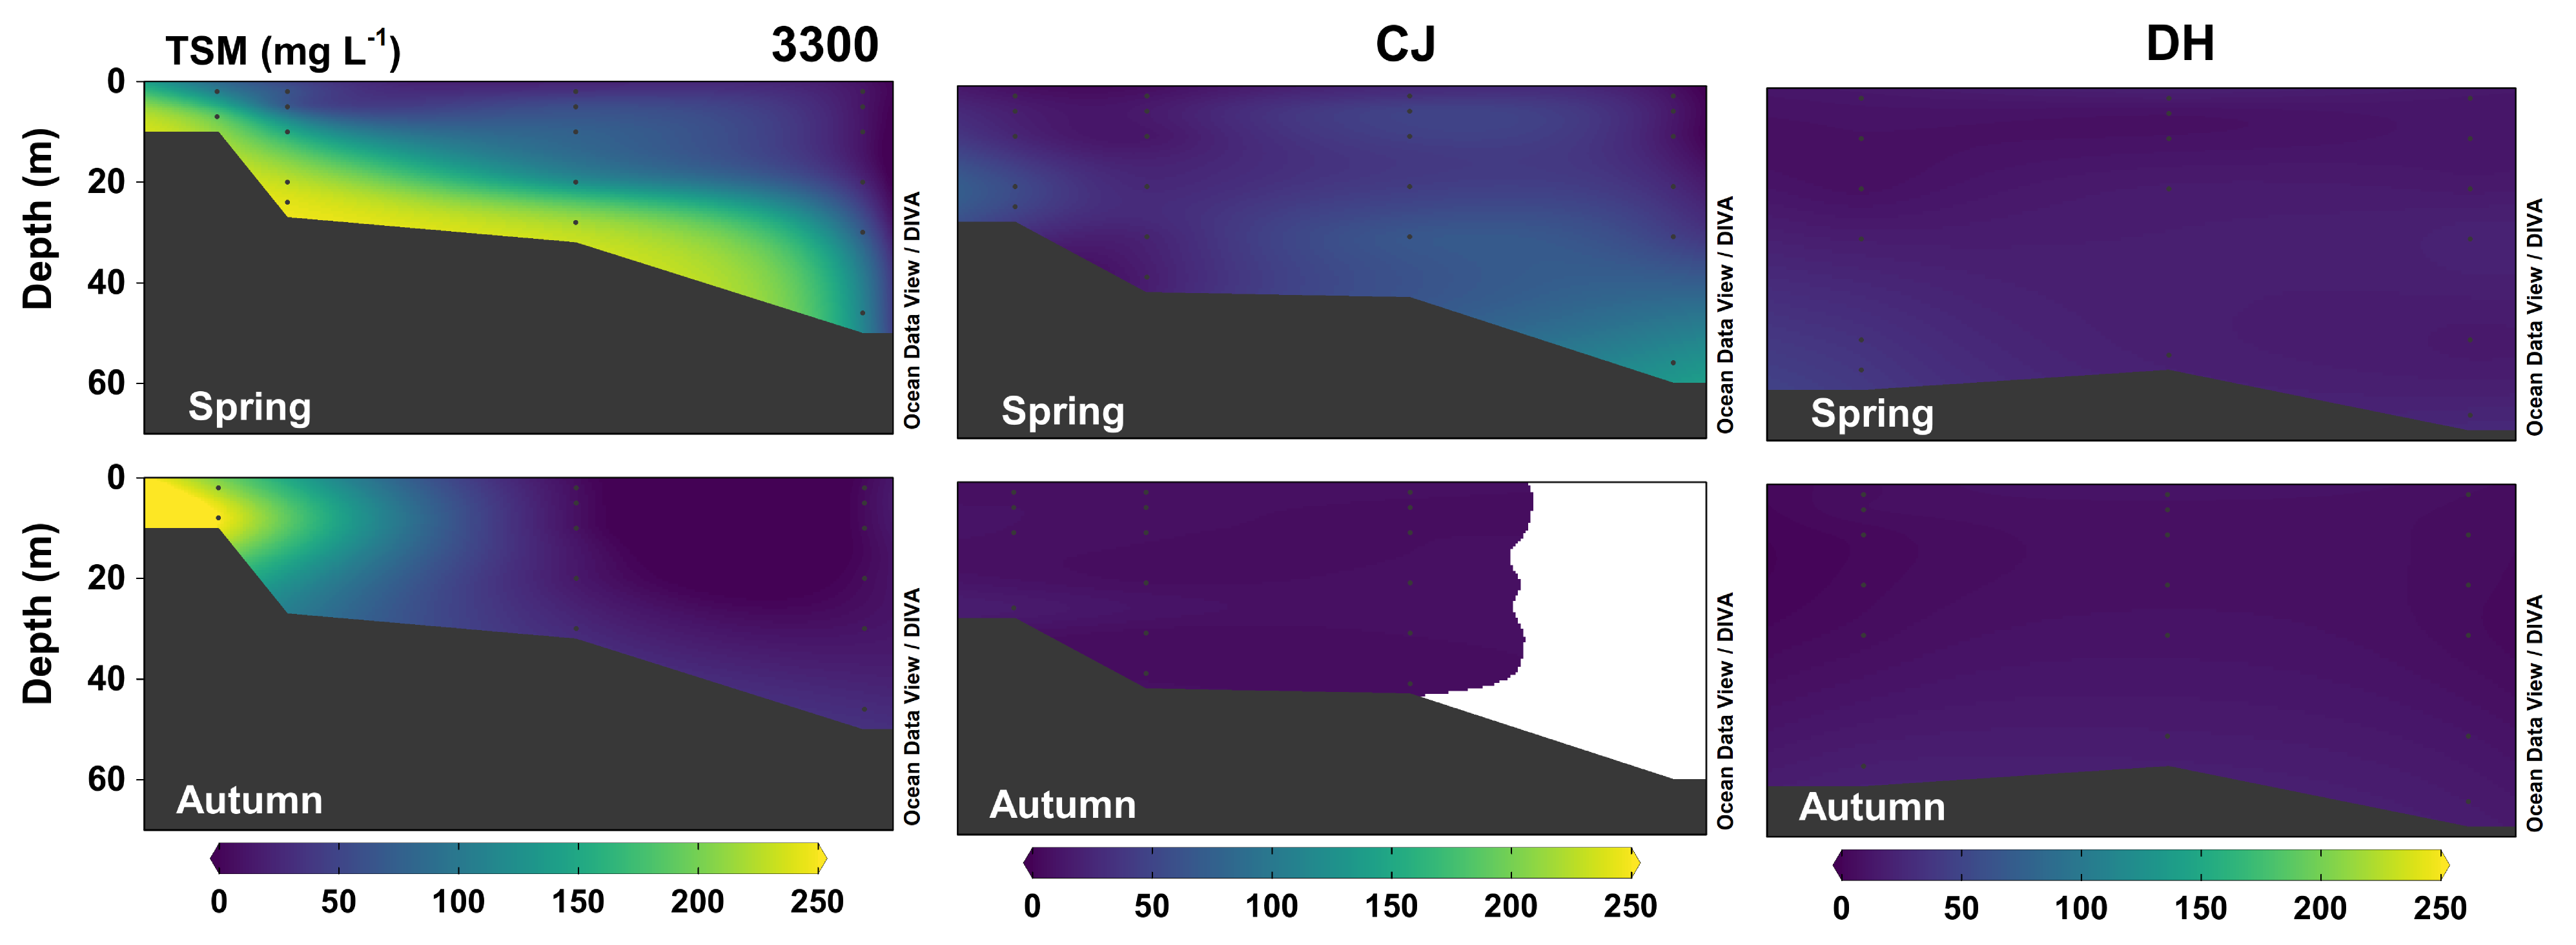 TSM (mg L⁻¹) 3300 CJ DH
0
20
40
60
Depth (m)
Spring
Ocean Data View / DIVA
Spring
Ocean Data View / DIVA
Spring
Ocean Data View / DIVA
0
20
40
60
Depth (m)
Autumn
Ocean Data View / DIVA
Autumn
Ocean Data View / DIVA
Autumn
Ocean Data View / DIVA
0 50 100 150 200 250
0 50 100 150 200 250
0 50 100 150 200 250